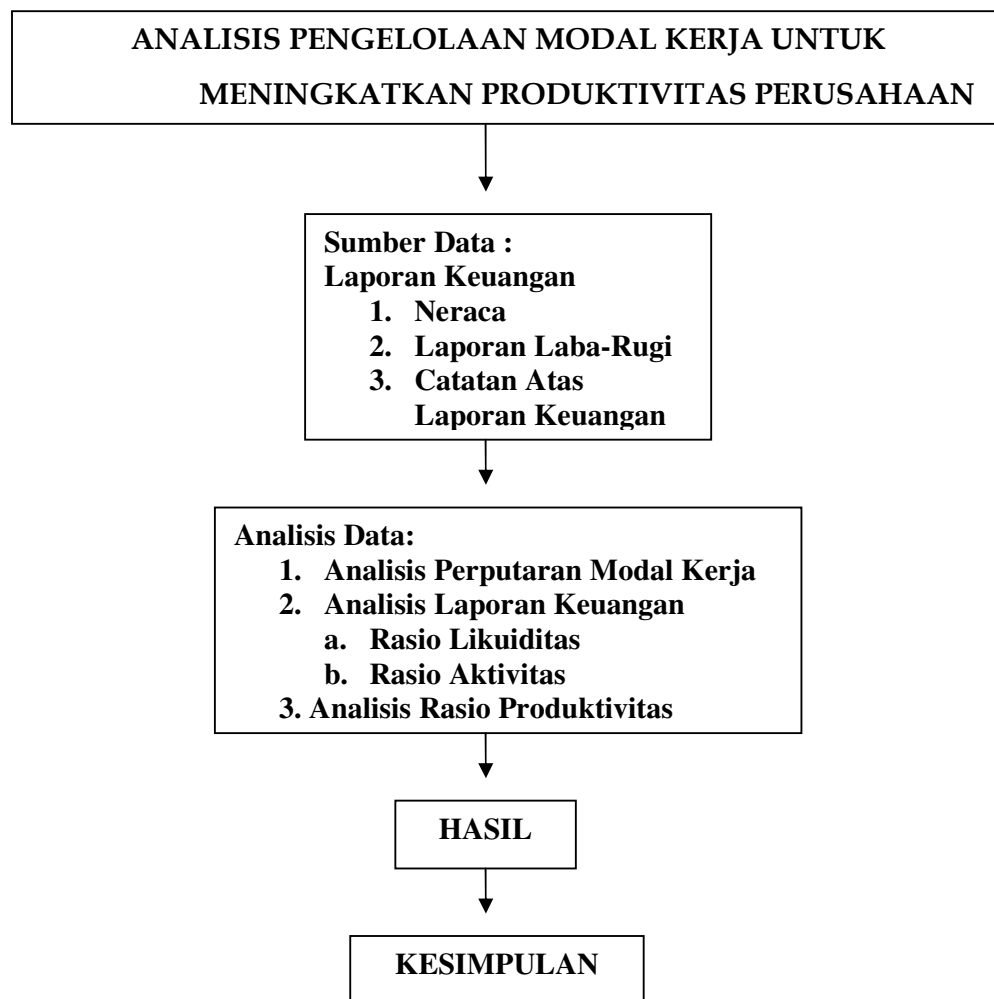 ANALISIS PENGELOLAAN MODAL KERJA UNTUK
MENINGKATKAN PRODUKTIVITAS PERUSAHAAN
Sumber Data :
Laporan Keuangan
1. Neraca
2. Laporan Laba-Rugi
3. Catatan Atas
Laporan Keuangan
Analisis Data:
1. Analisis Perputaran Modal Kerja
2. Analisis Laporan Keuangan
a. Rasio Likuiditas
b. Rasio Aktivitas
3. Analisis Rasio Produktivitas
HASIL
KESIMPULAN